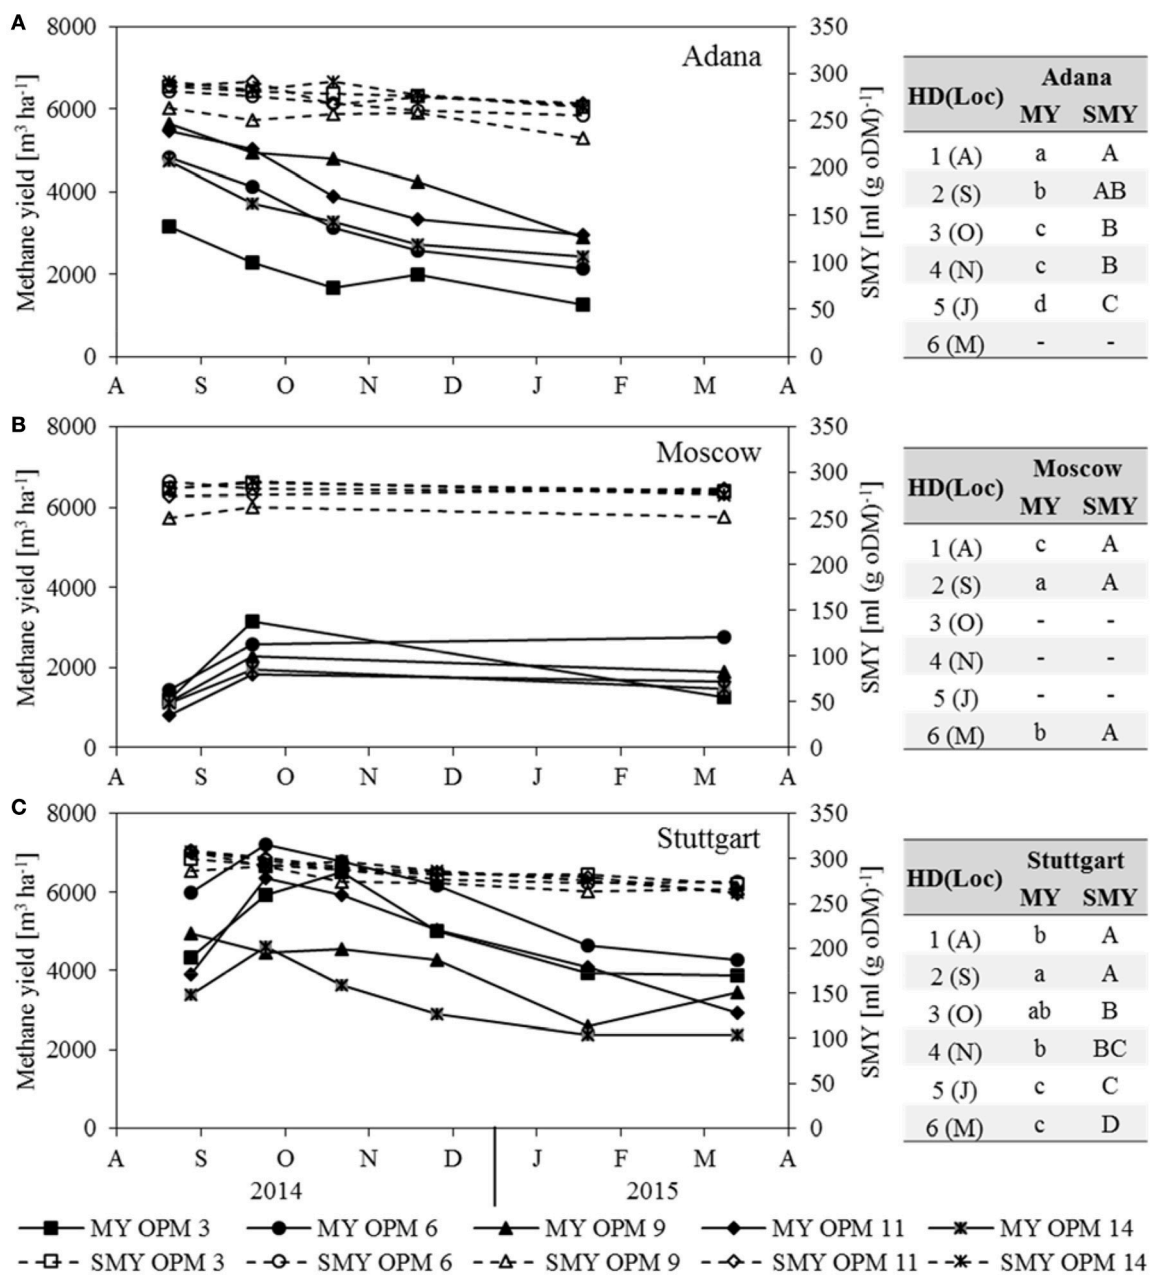 A
Adana
Methane yield [m³ ha⁻¹]
8000
6000
4000
2000
0
350
300
250
200
150
100
50
0
SMY [ml (g oDM)⁻¹]
A S O N D J F M A
HD(Loc) Adana
MY SMY
1 (A) a A
2 (S) b AB
3 (O) c B
4 (N) c B
5 (J) d C
6 (M) - -
B
Moscow
Methane yield [m³ ha⁻¹]
8000
6000
4000
2000
0
350
300
250
200
150
100
50
0
SMY [ml (g oDM)⁻¹]
A S O N D J F M A
HD(Loc) Moscow
MY SMY
1 (A) c A
2 (S) a A
3 (O) - -
4 (N) - -
5 (J) - -
6 (M) b A
C
Stuttgart
Methane yield [m³ ha⁻¹]
8000
6000
4000
2000
0
350
300
250
200
150
100
50
0
SMY [ml (g oDM)⁻¹]
A S O N D J F M A
2014 2015
HD(Loc) Stuttgart
MY SMY
1 (A) b A
2 (S) a A
3 (O) ab B
4 (N) b BC
5 (J) c C
6 (M) c D
MY OPM 3 MY OPM 6 MY OPM 9 MY OPM 11 MY OPM 14
SMY OPM 3 SMY OPM 6 SMY OPM 9 SMY OPM 11 SMY OPM 14